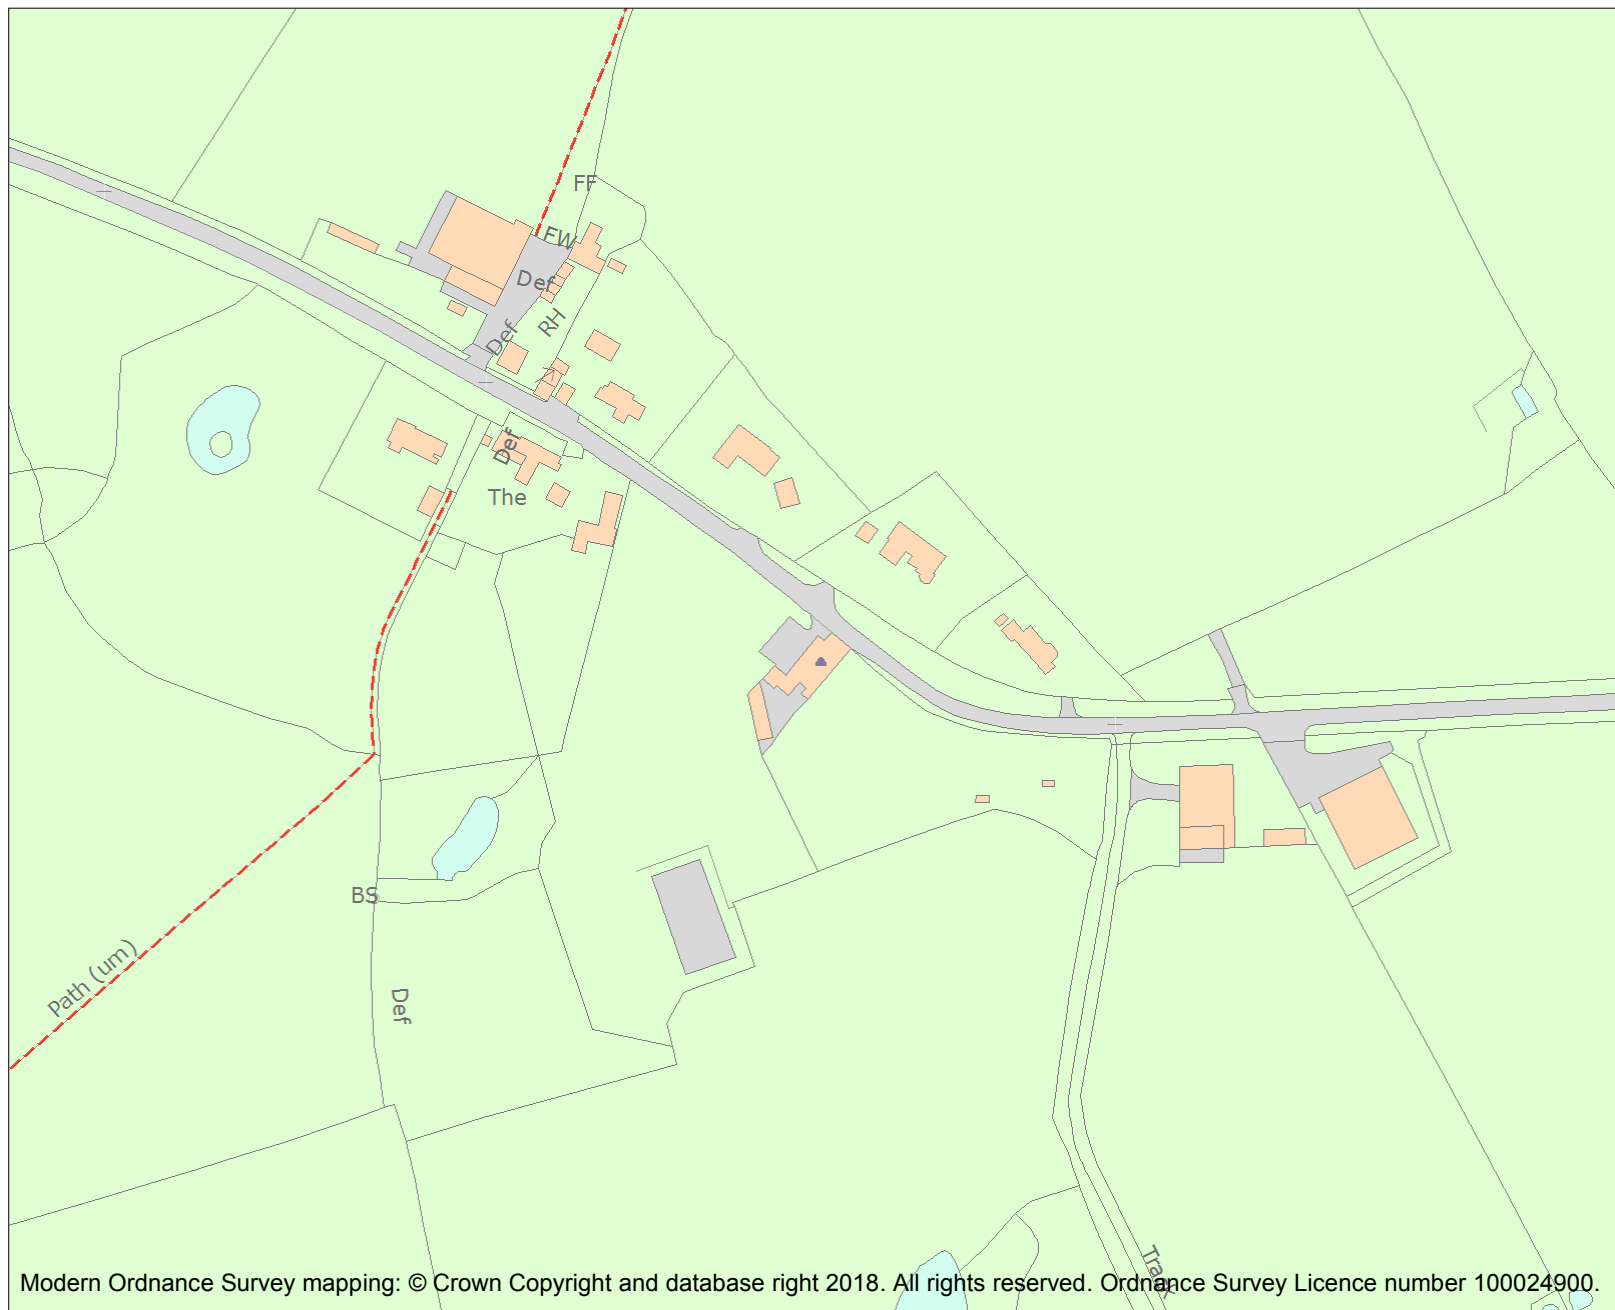 FF
FW
Def
RH
Def
Def
The
BS
Path (um)
Def
Track
Modern Ordnance Survey mapping: © Crown Copyright and database right 2018. All rights reserved. Ordnance Survey Licence number 100024900.